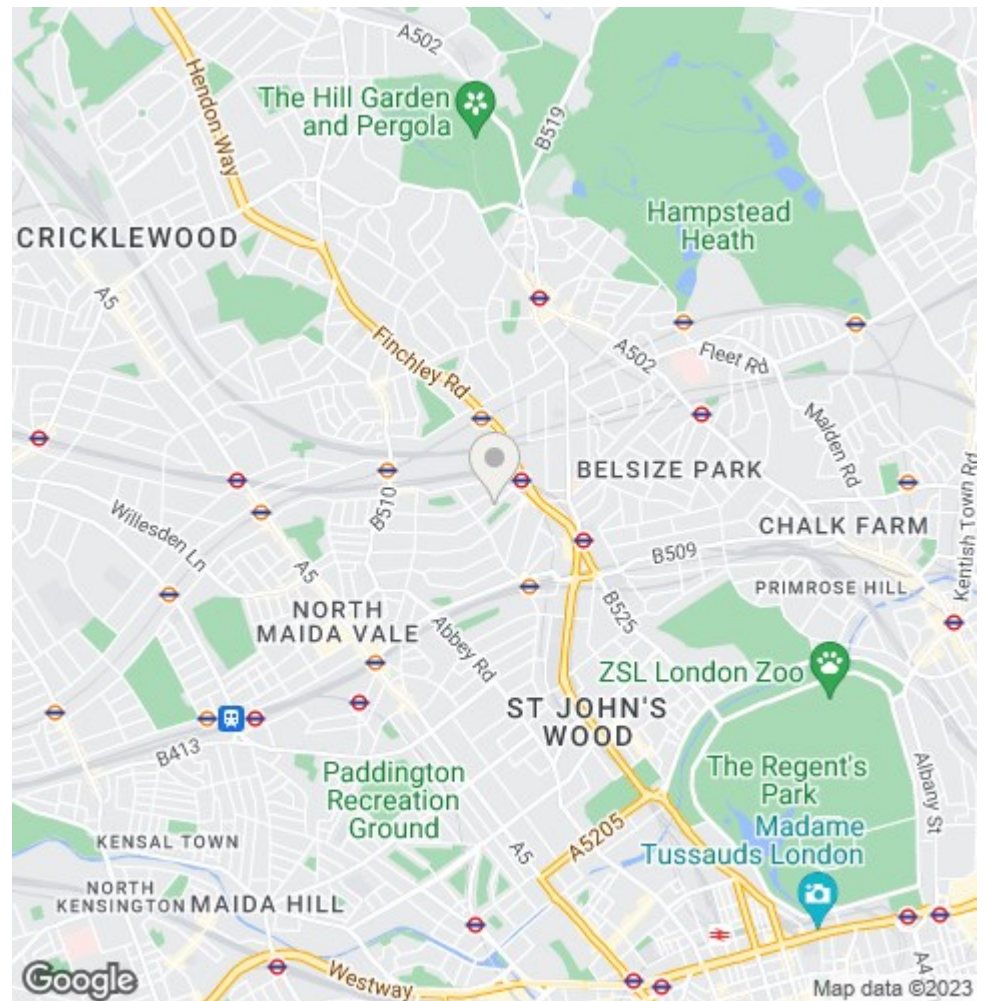 A502
The Hill Garden
and Pergola
B519
Hendon Way
Hampstead
Heath
CRICKLEWOOD
A5
Finchley Rd
A502
Fleet Rd
Malden Rd
BELSIZE PARK
B510
Willesden Ln
CHALK FARM
Kentish Town Rd
A5
B509
PRIMROSE HILL
NORTH
MAIDA VALE
Abbey Rd
B525
ZSL London Zoo
ST JOHN'S
WOOD
B413
The Regent's
Park
Albany St
Paddington
Recreation
Ground
Madame
Tussauds London
A5205
A5
KENSAL TOWN
NORTH
KENSINGTON
MAIDA HILL
Westway
A4
Google
Map data ©2023